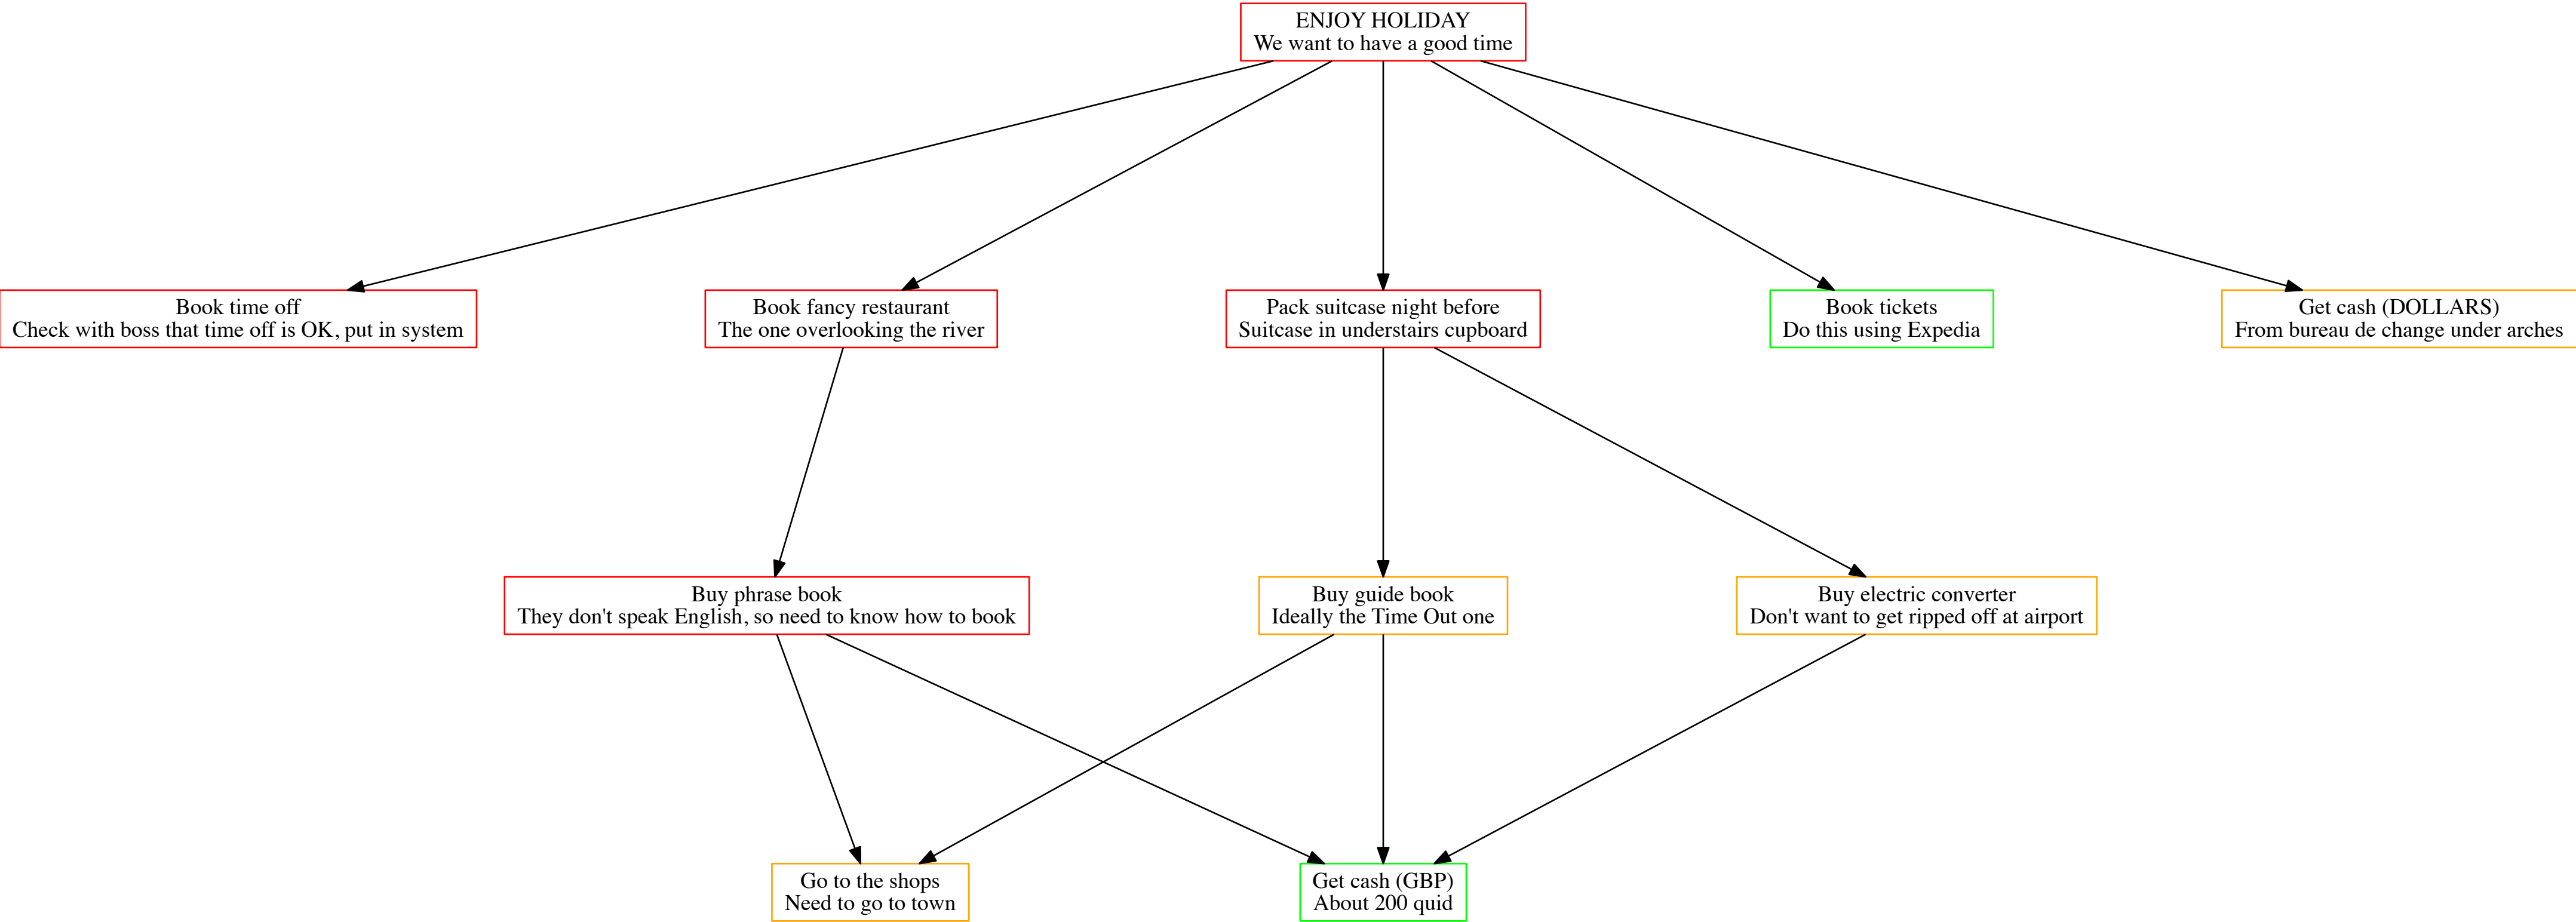 ENJOY HOLIDAY
We want to have a good time
Book time off
Check with boss that time off is OK, put in system
Book fancy restaurant
The one overlooking the river
Pack suitcase night before
Suitcase in understairs cupboard
Book tickets
Do this using Expedia
Get cash (DOLLARS)
From bureau de change under arches
Buy phrase book
They don't speak English, so need to know how to book
Buy guide book
Ideally the Time Out one
Buy electric converter
Don't want to get ripped off at airport
Go to the shops
Need to go to town
Get cash (GBP)
About 200 quid